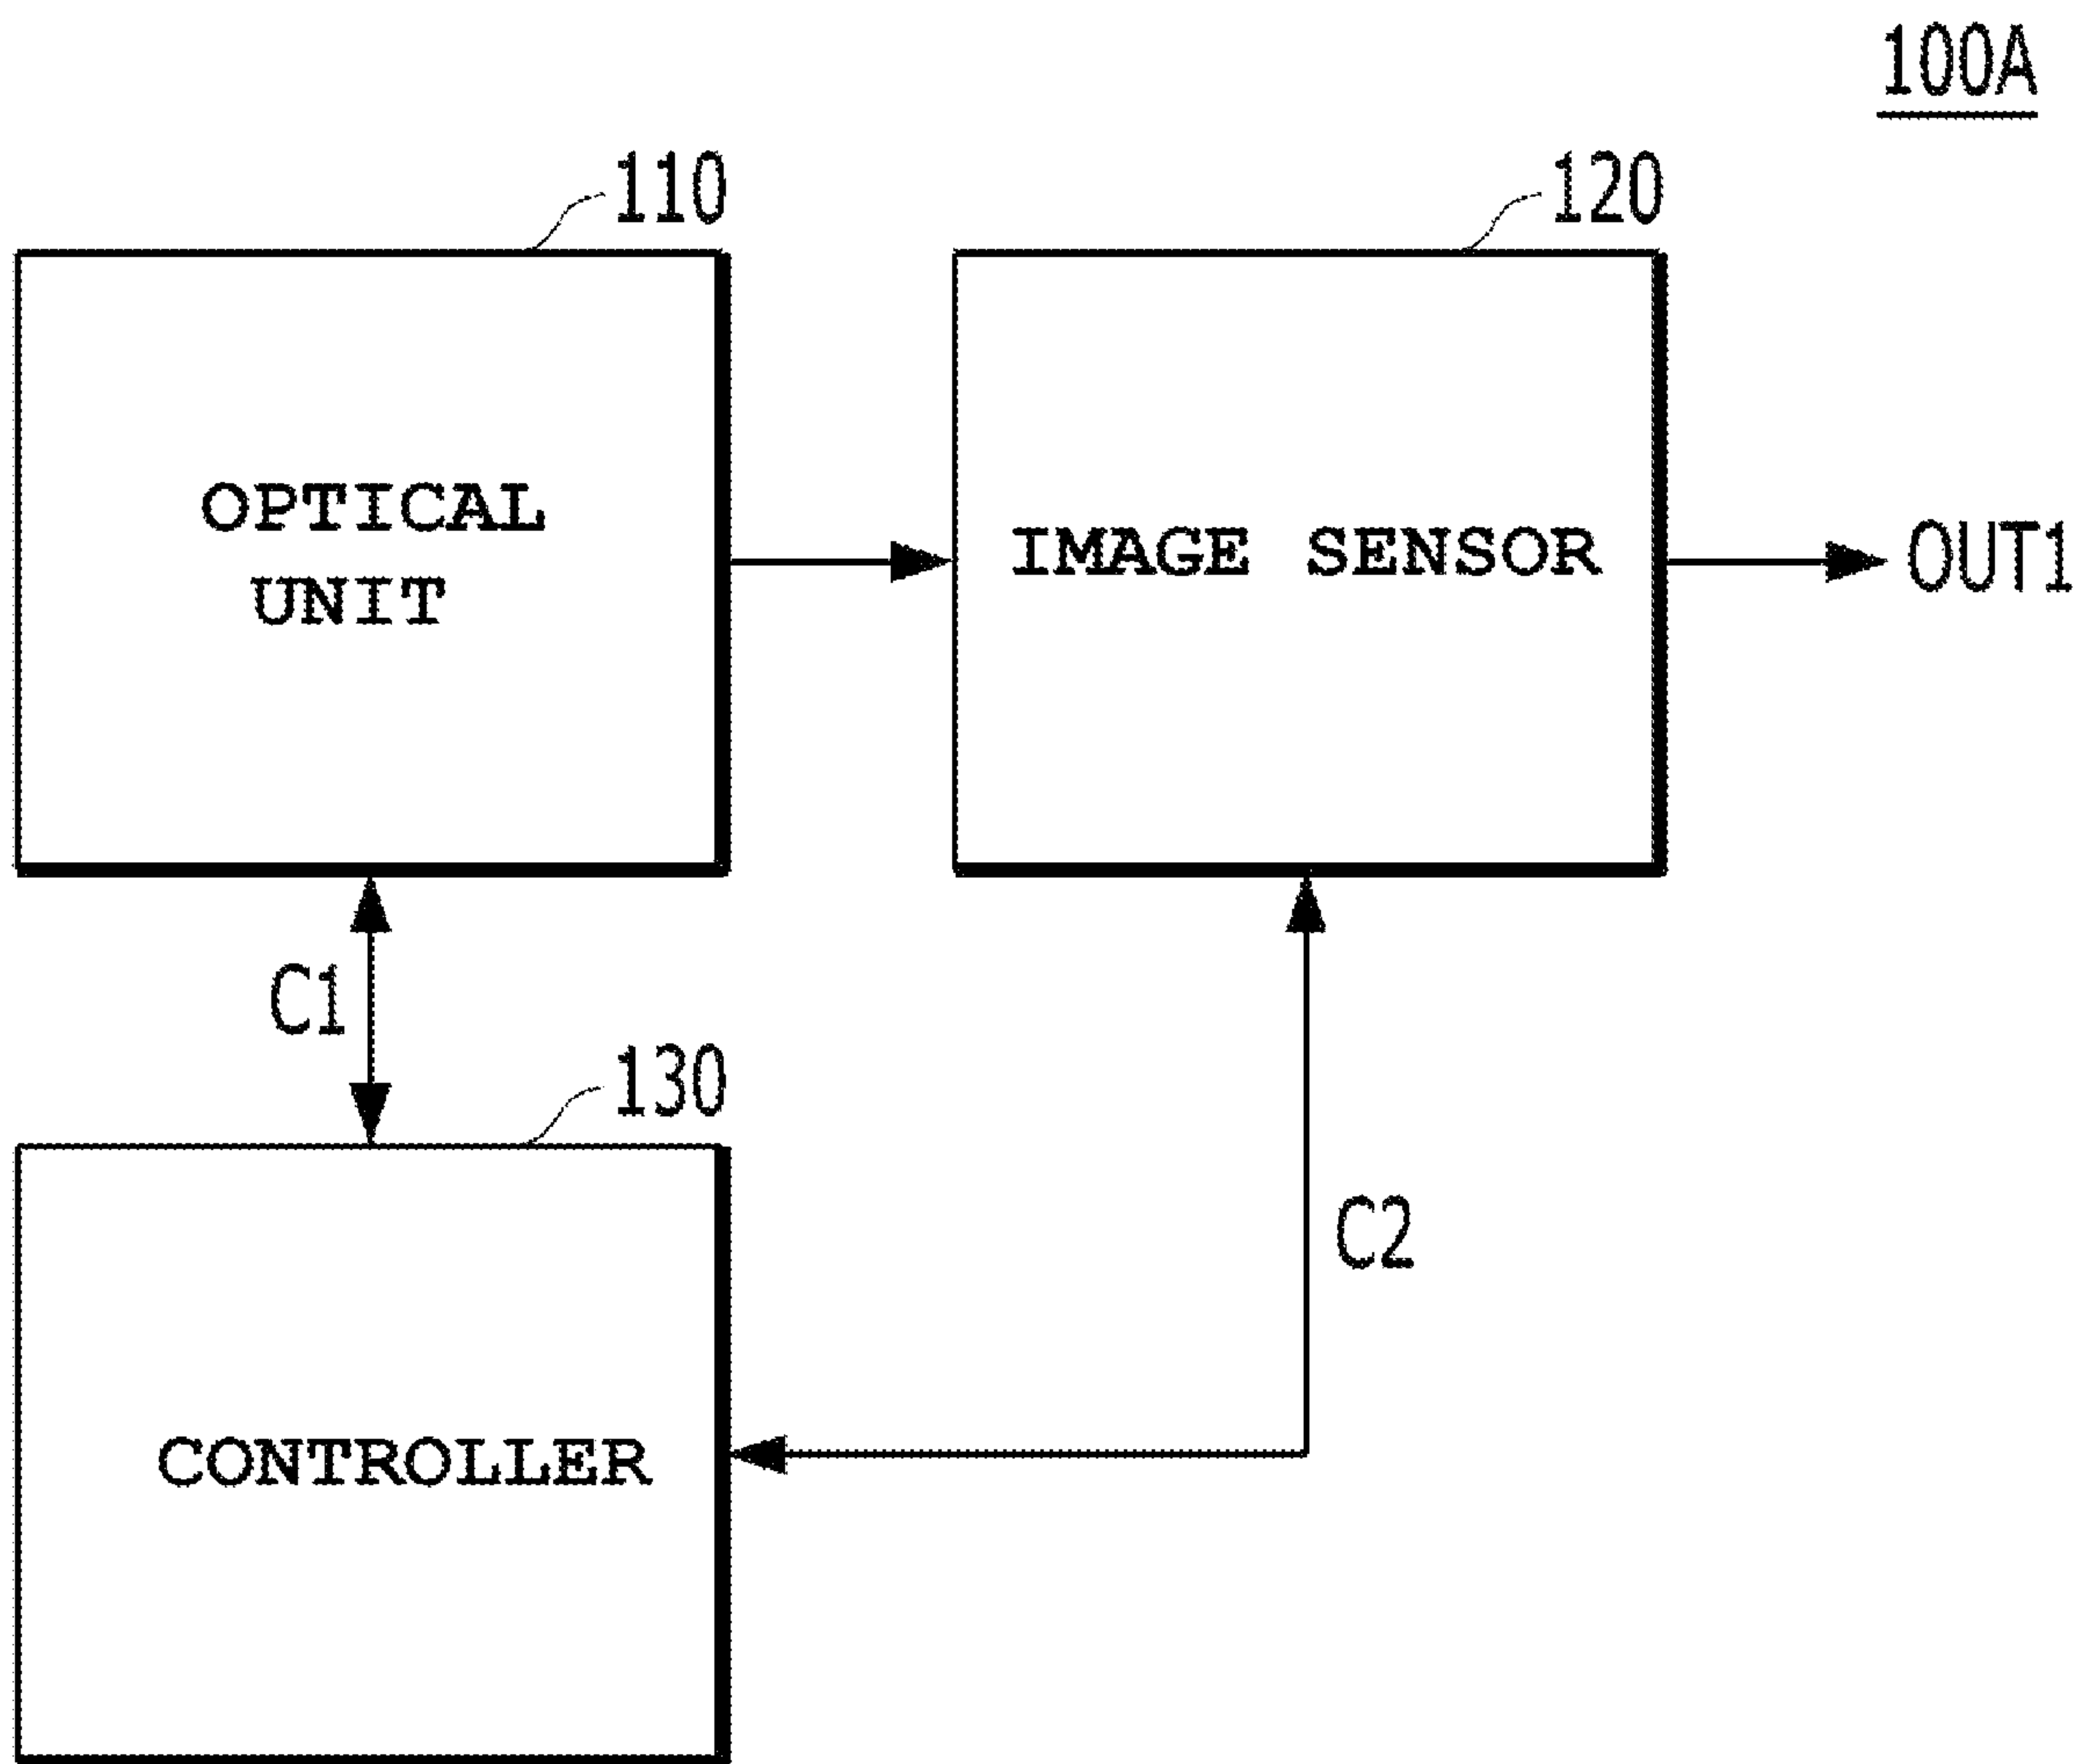 100A
110
120
OPTICAL
UNIT
IMAGE SENSOR
OUT1
C1
130
C2
CONTROLLER